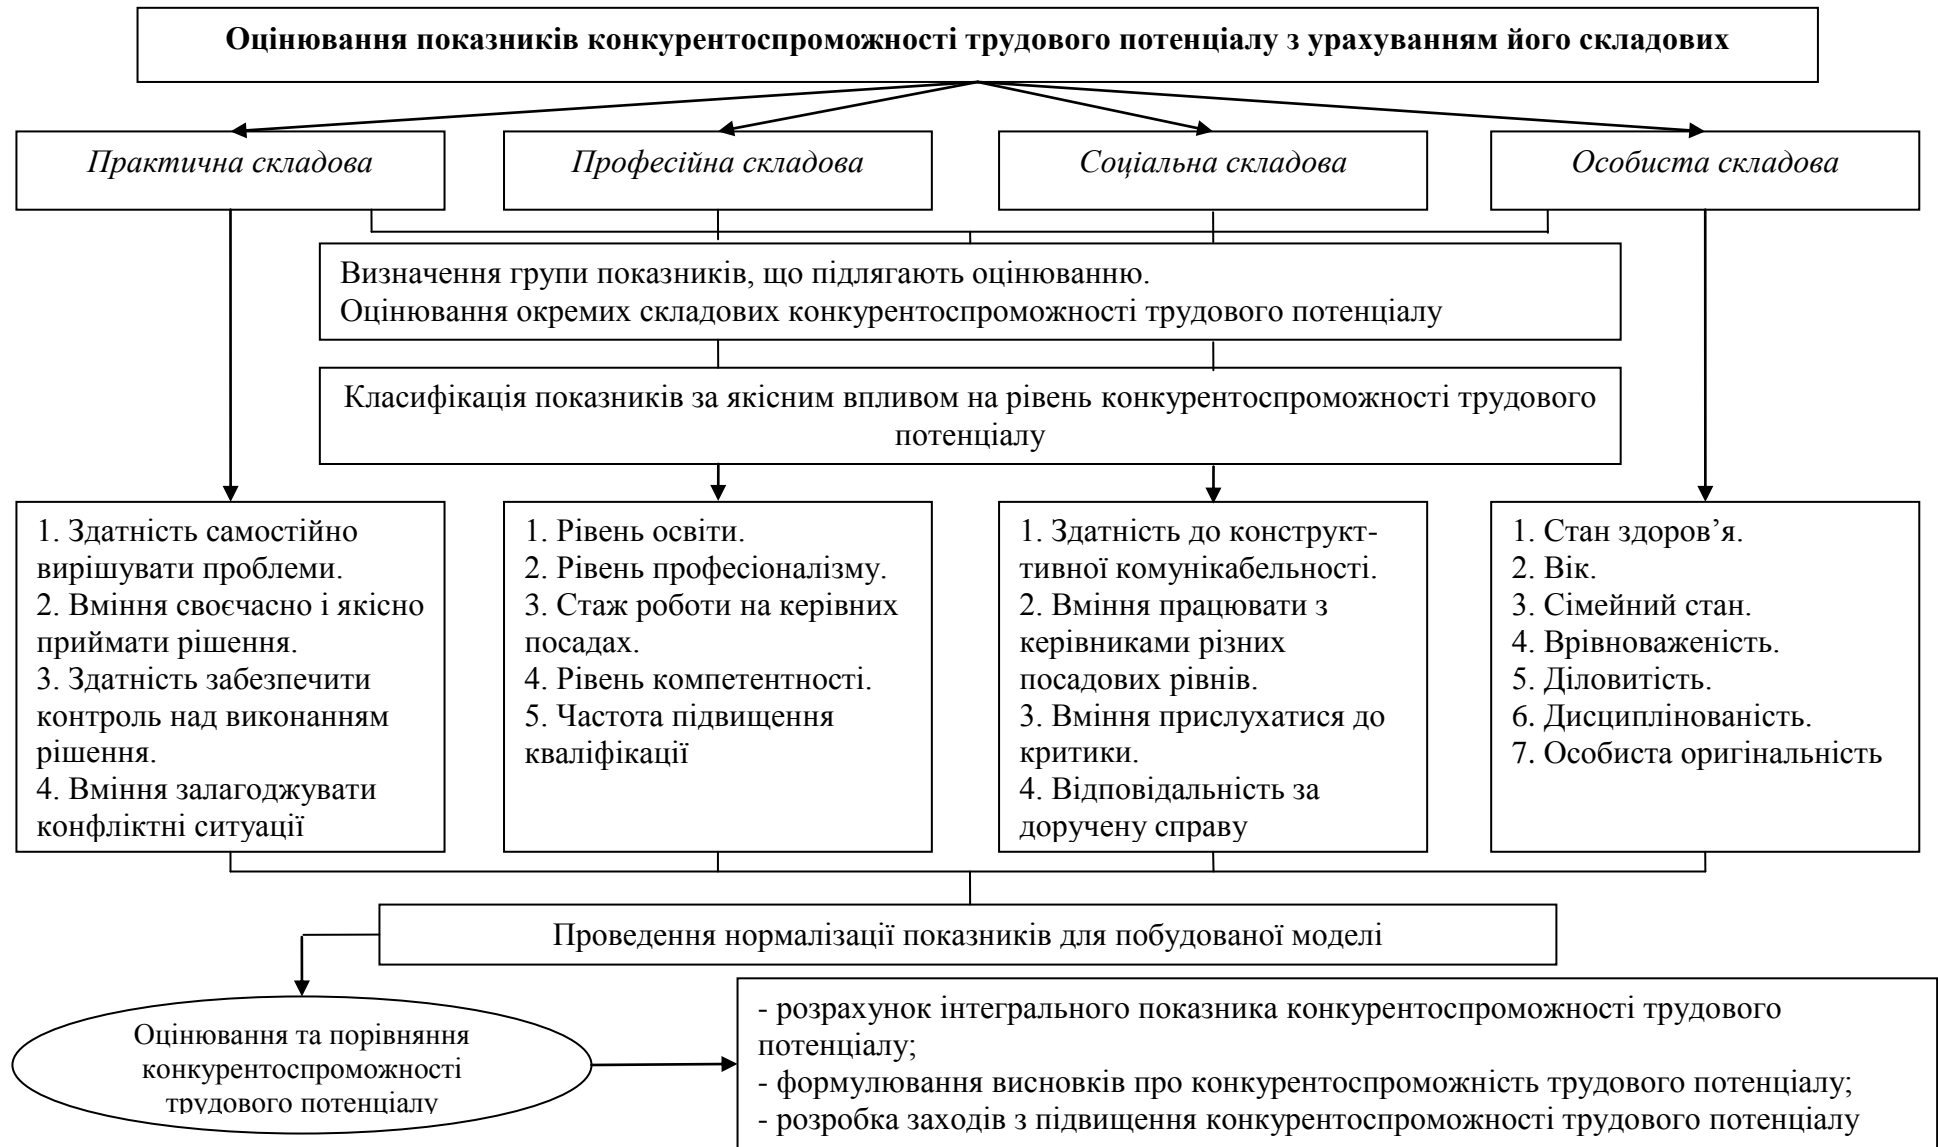 Оцінювання показників конкурентоспроможності трудового потенціалу з урахуванням його складових
Практична складова
Професійна складова
Соціальна складова
Особиста складова
Визначення групи показників, що підлягають оцінюванню.
Оцінювання окремих складових конкурентоспроможності трудового потенціалу
Класифікація показників за якісним впливом на рівень конкурентоспроможності трудового
потенціалу
1. Здатність самостійно
вирішувати проблеми.
2. Вміння своєчасно і якісно
приймати рішення.
3. Здатність забезпечити
контроль над виконанням
рішення.
4. Вміння залагоджувати
конфліктні ситуації
1. Рівень освіти.
2. Рівень професіоналізму.
3. Стаж роботи на керівних
посадах.
4. Рівень компетентності.
5. Частота підвищення
кваліфікації
1. Здатність до конструкт-
тивної комунікабельності.
2. Вміння працювати з
керівниками різних
посадових рівнів.
3. Вміння прислухатися до
критики.
4. Відповідальність за
доручену справу
1. Стан здоров’я.
2. Вік.
3. Сімейний стан.
4. Врівноваженість.
5. Діловитість.
6. Дисциплінованість.
7. Особиста оригінальність
Проведення нормалізації показників для побудованої моделі
Оцінювання та порівняння
конкурентоспроможності
трудового потенціалу
- розрахунок інтегрального показника конкурентоспроможності трудового
потенціалу;
- формулювання висновків про конкурентоспроможність трудового потенціалу;
- розробка заходів з підвищення конкурентоспроможності трудового потенціалу